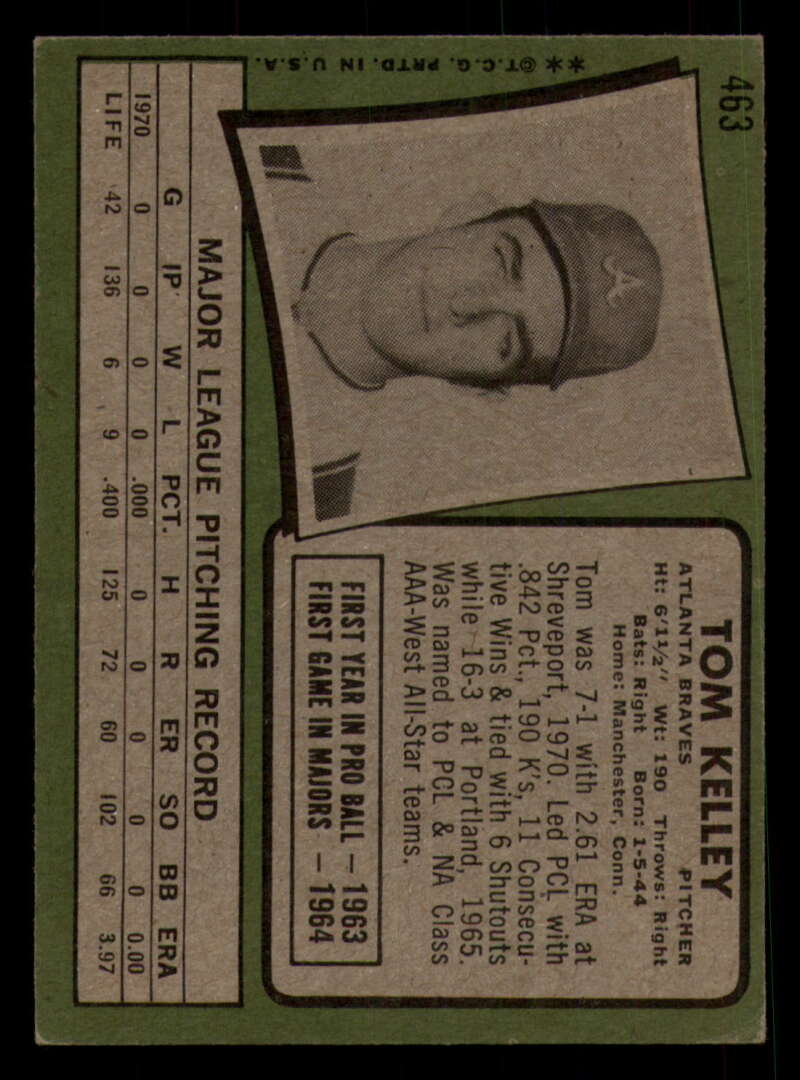 463
A
TOM KELLEY
ATLANTA BRAVES PITCHER
Ht: 6'1½" Wt: 190 Throws: Right
Bats: Right Born: 1-5-44
Home: Manchester, Conn.
Tom was 7-1 with 2.61 ERA at
Shreveport, 1970. Led PCL with
.842 Pct., 190 K's, 11 Consecu-
tive Wins & tied with 6 Shutouts
while 16-3 at Portland, 1965.
Was named to PCL & NA Class
AAA-West All-Star teams.
FIRST YEAR IN PRO BALL — 1963
FIRST GAME IN MAJORS — 1964
MAJOR LEAGUE PITCHING RECORD
G IP W L PCT. H R ER SO BB ERA
1970 0 0 0 0 .000 0 0 0 0 0 0.00
LIFE 42 136 6 9 .400 125 72 60 102 66 3.97
✱✱ ©T.C.G. PRTD. IN U.S.A.